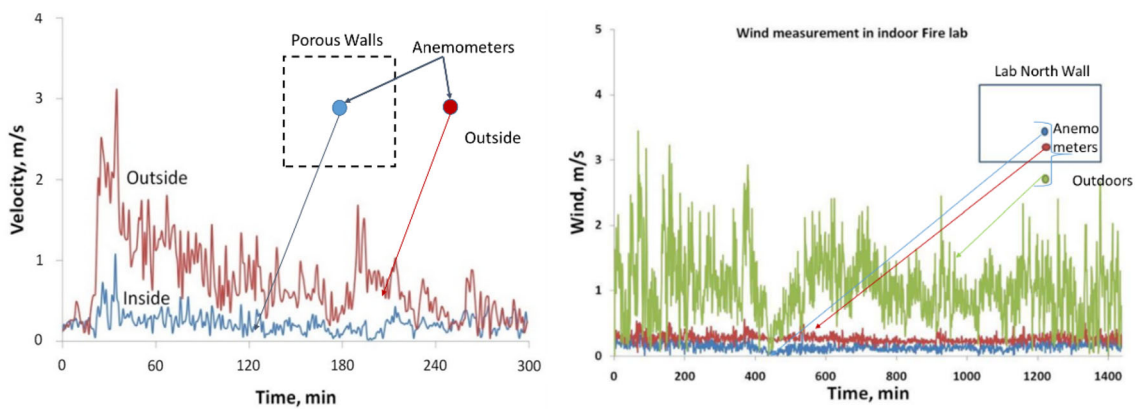 4
3
2
1
0
Velocity, m/s
Porous Walls
Anemometers
Outside
Outside
Inside
0
60
120
180
240
300
Time, min
Wind measurement in indoor Fire lab
5
4
3
2
1
0
Wind, m/s
Lab North Wall
Anemo
meters
Outdoors
0
200
400
600
800
1000
1200
1400
Time, min